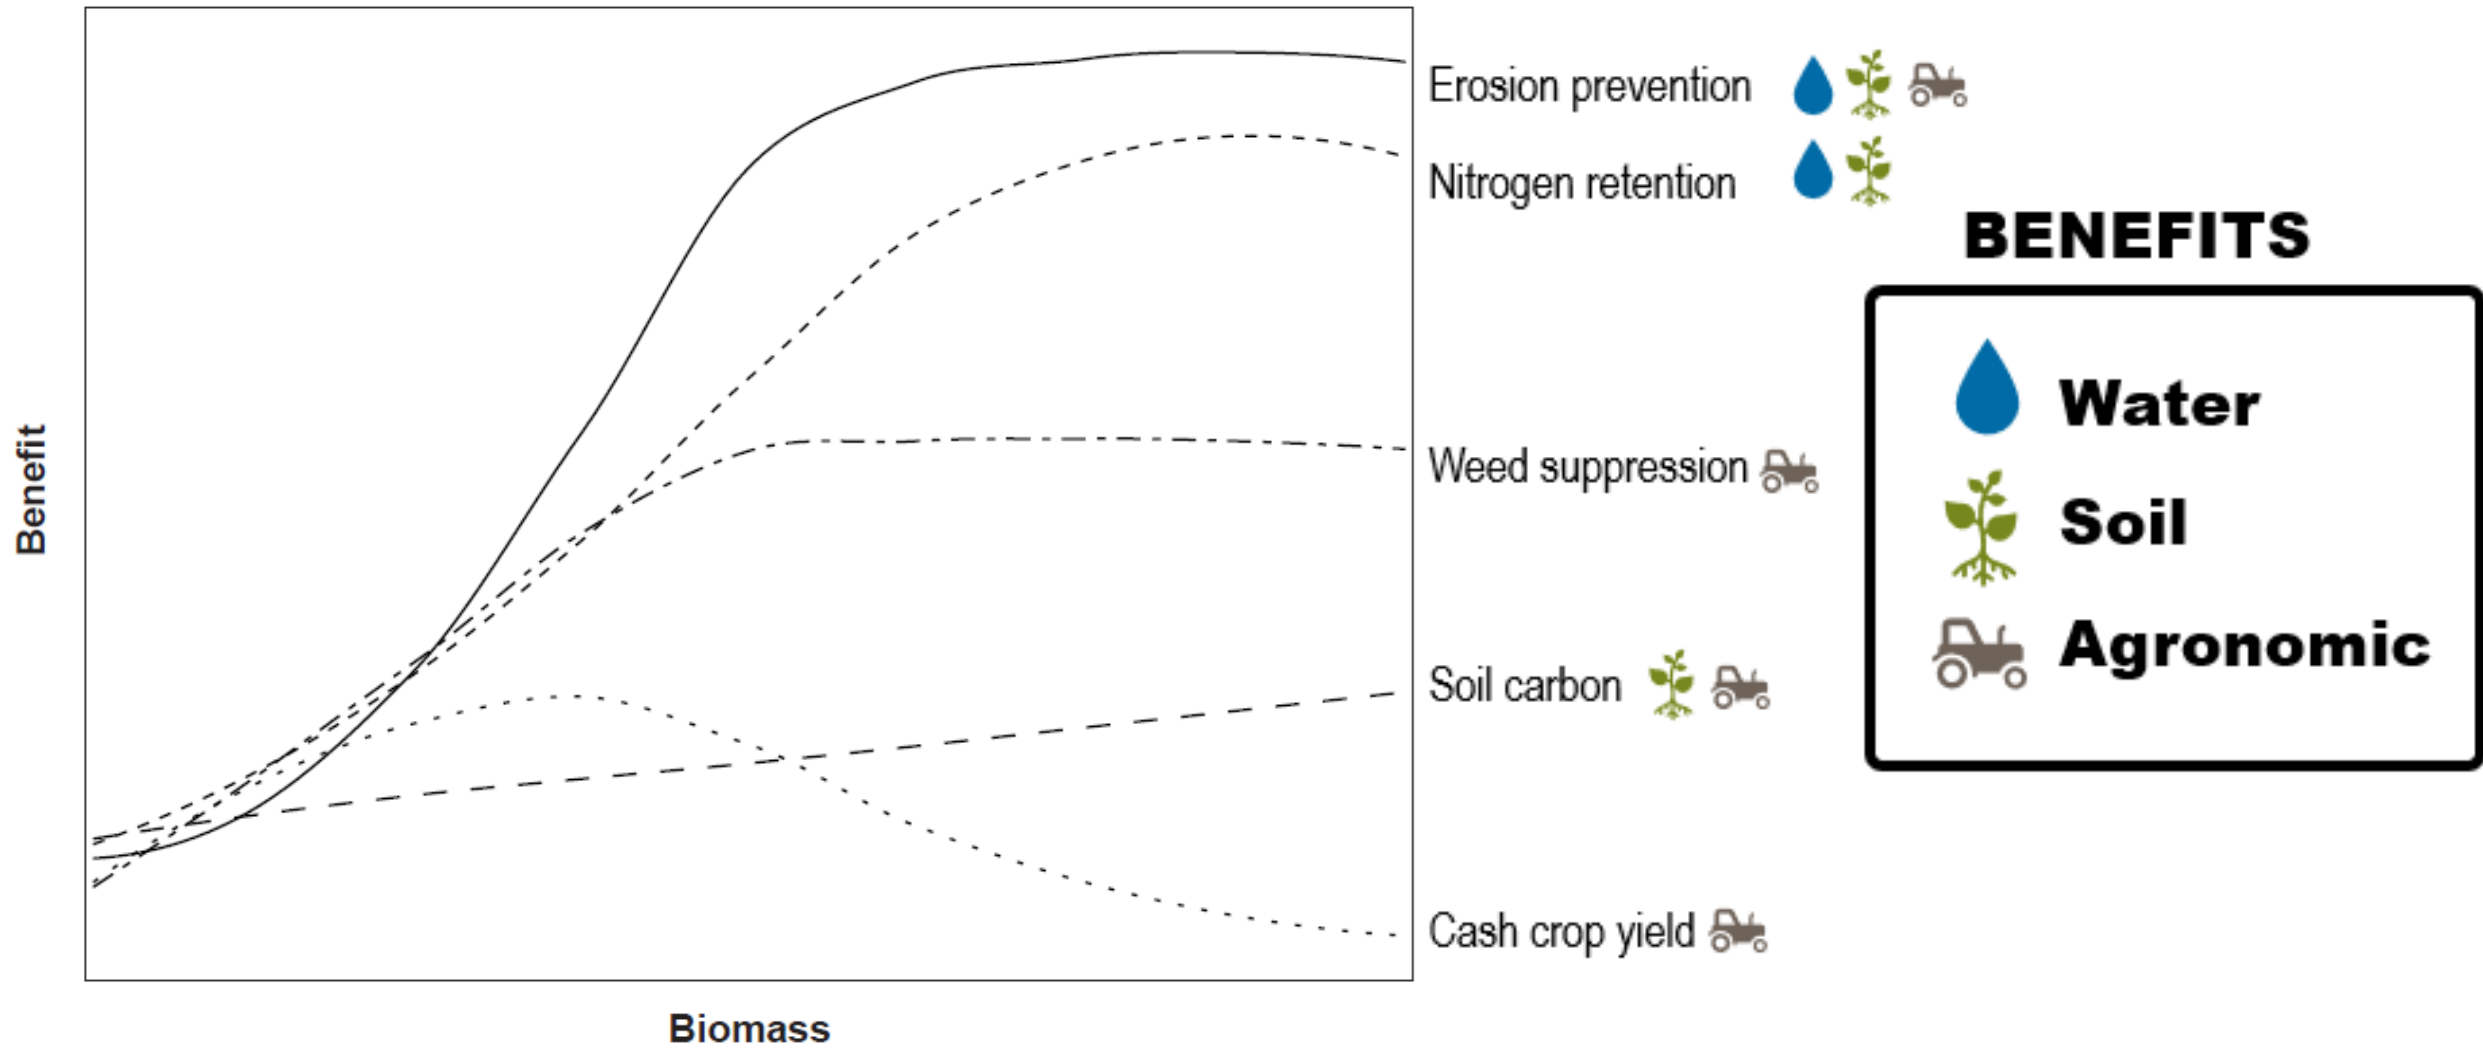 Erosion prevention
Nitrogen retention
BENEFITS
Water
Benefit
Weed suppression
Soil
Agronomic
Soil carbon
Cash crop yield
Biomass